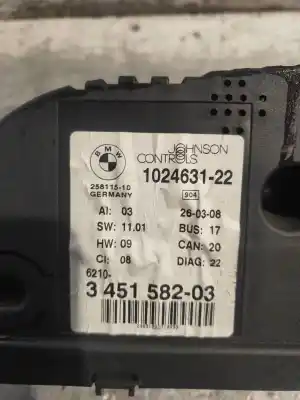 BMW
JOHNSON
CONTROLS
1024631-22
258115-10
GERMANY
904
AI: 03
26-03-08
SW: 11.01
BUS: 17
HW: 09
CAN: 20
CI: 08
DIAG: 22
6210-
3 451 582-03